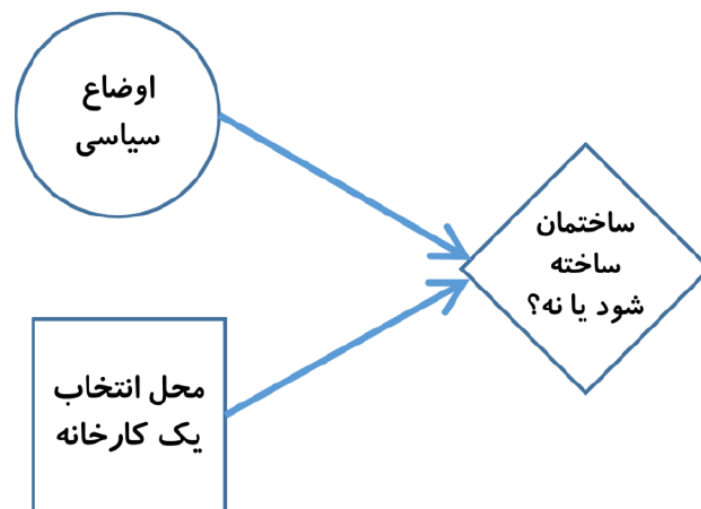 اوضاع
سیاسی
ساختمان
ساخته
شود یا نه؟
محل انتخاب
یک کارخانه